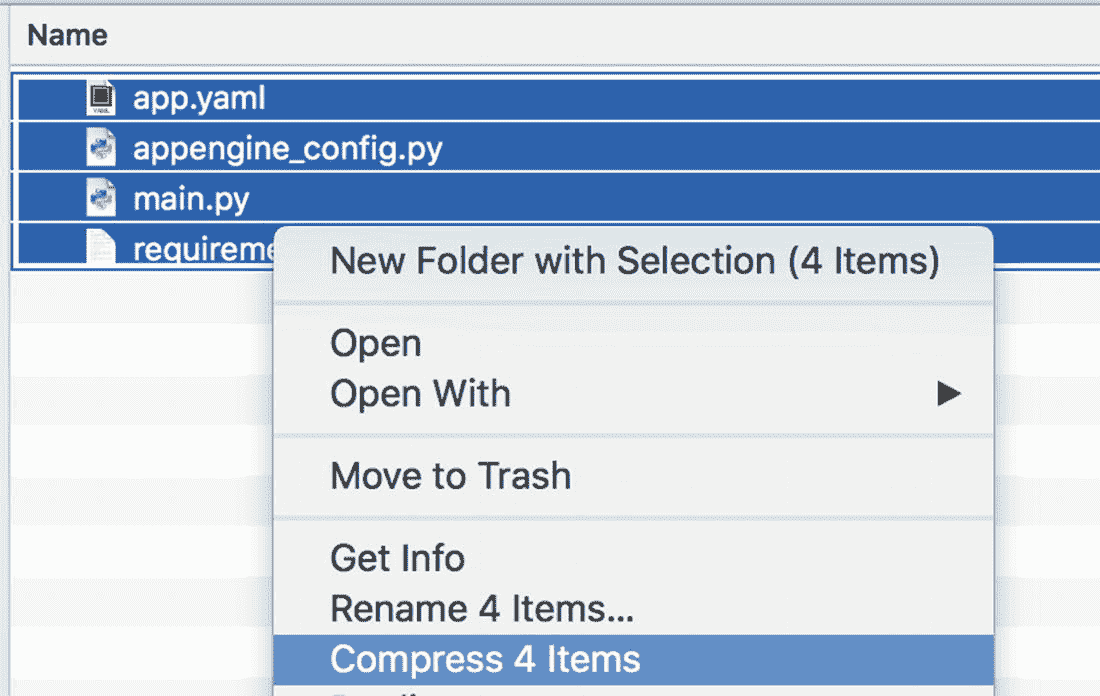 Name
app.yaml
appengine_config.py
main.py
requireme
New Folder with Selection (4 Items)
Open
Open With
Move to Trash
Get Info
Rename 4 Items...
Compress 4 Items